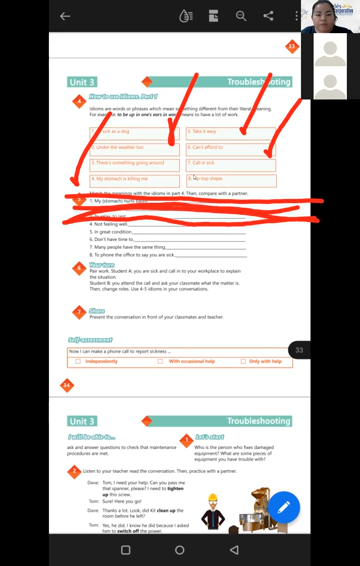 33
Unit 3 Troubleshooting
4 How to use idioms. Part 1
Idioms are words or phrases which mean something different from their literal meaning.
For example: to be up in one's ears in work means to have a lot of work.
sick as a dog
5. Take it easy
2. Under the weather
6. Can't afford to
3. There's something going around
7. Call in sick
4. My stomach is killing me
8. top shape
5 Match the meanings with the idioms in part 4. Then, compare with a partner.
1. My (stomach) hurts
4. Not feeling well
5. In great condition
6. Don't have time to
7. Many people have the same thing
8. To phone the office to say you are sick
6 Your turn
Pair work. Student A: you are sick and call in to your workplace to explain
the situation.
Student B: you attend the call and ask your classmate what the matter is.
Then, change roles. Use 4-5 idioms in your conversations.
7 Share
Present the conversation in front of your classmates and teacher.
Self-assessment
Now I can make a phone call to report sickness ...
Independently With occasional help Only with help
33
34
Unit 3 Troubleshooting
I will be able to...
ask and answer questions to check that maintenance
procedures are met.
1 Let's start
Who is the person who fixes damaged
equipment? What are some pieces of
equipment you have trouble with?
2 Listen to your teacher read the conversation. Then, practice with a partner.
Dave: Tom, I need your help. Can you pass me
that spanner, please? I need to tighten
up this screw.
Tom: Sure! Here you go!
Dave: Thanks a lot. Look, did Kit clean up the
room before he left?
Tom: Yes, he did. I know he did because I asked
him to switch off the power.